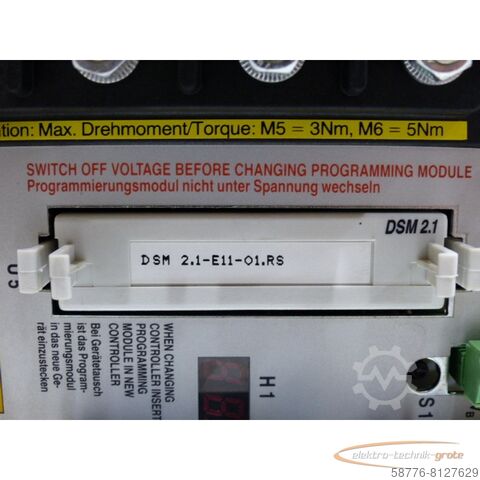 tion: Max. Drehmoment/Torque: M5 = 3Nm, M6 = 5Nm
SWITCH OFF VOLTAGE BEFORE CHANGING PROGRAMMING MODULE
Programmierungsmodul nicht unter Spannung wechseln
DSM 2.1
DSM 2.1-E11-01.RS
U5
Bei Gerätetausch
ist das Program-
mierungsmodul
in das neue Ge-
rät einzustecken
WHEN CHANGING
CONTROLLER INSERT
PROGRAMMING
MODULE IN NEW
CONTROLLER
H1
S1
B
elektro-technik-grote
58776-8127629